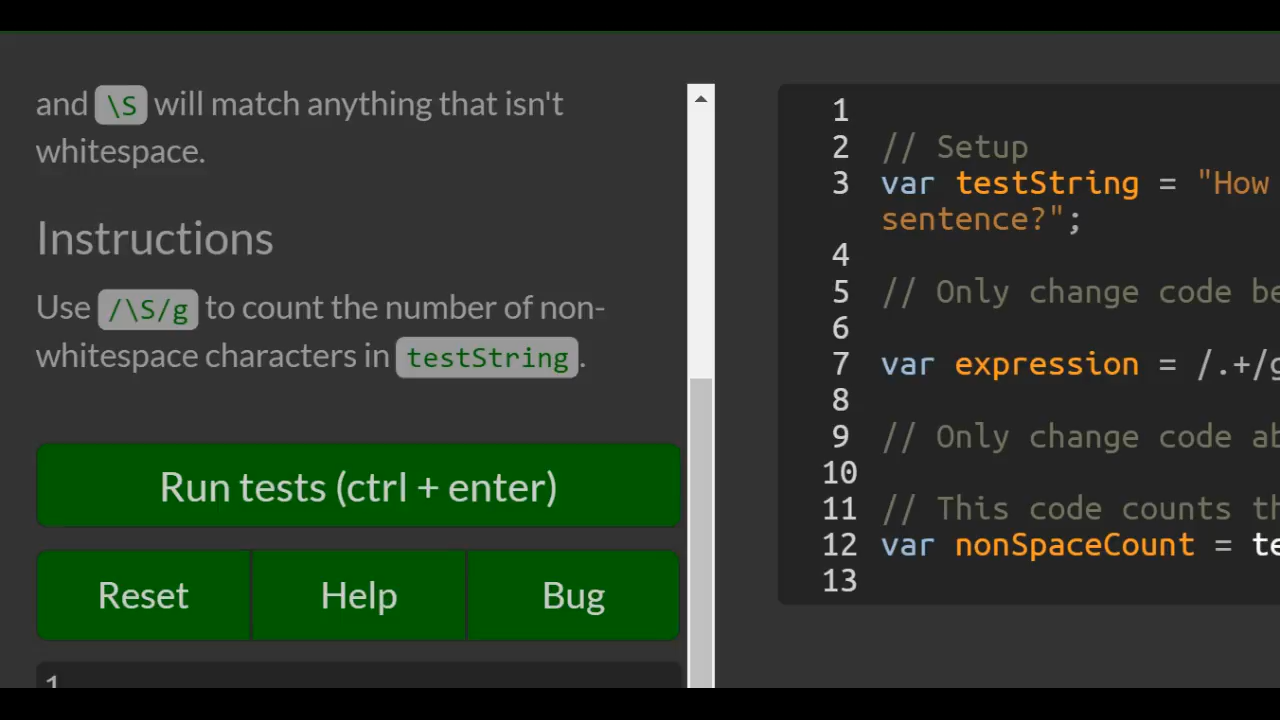 and \S will match anything that isn't
whitespace.
Instructions
Use /\S/g to count the number of non-
whitespace characters in testString.
Run tests (ctrl + enter)
Reset Help Bug
1
1
2 // Setup
3 var testString = "How
sentence?";
4
5 // Only change code be
6
7 var expression = /.+/g
8
9 // Only change code ab
10
11 // This code counts th
12 var nonSpaceCount = te
13